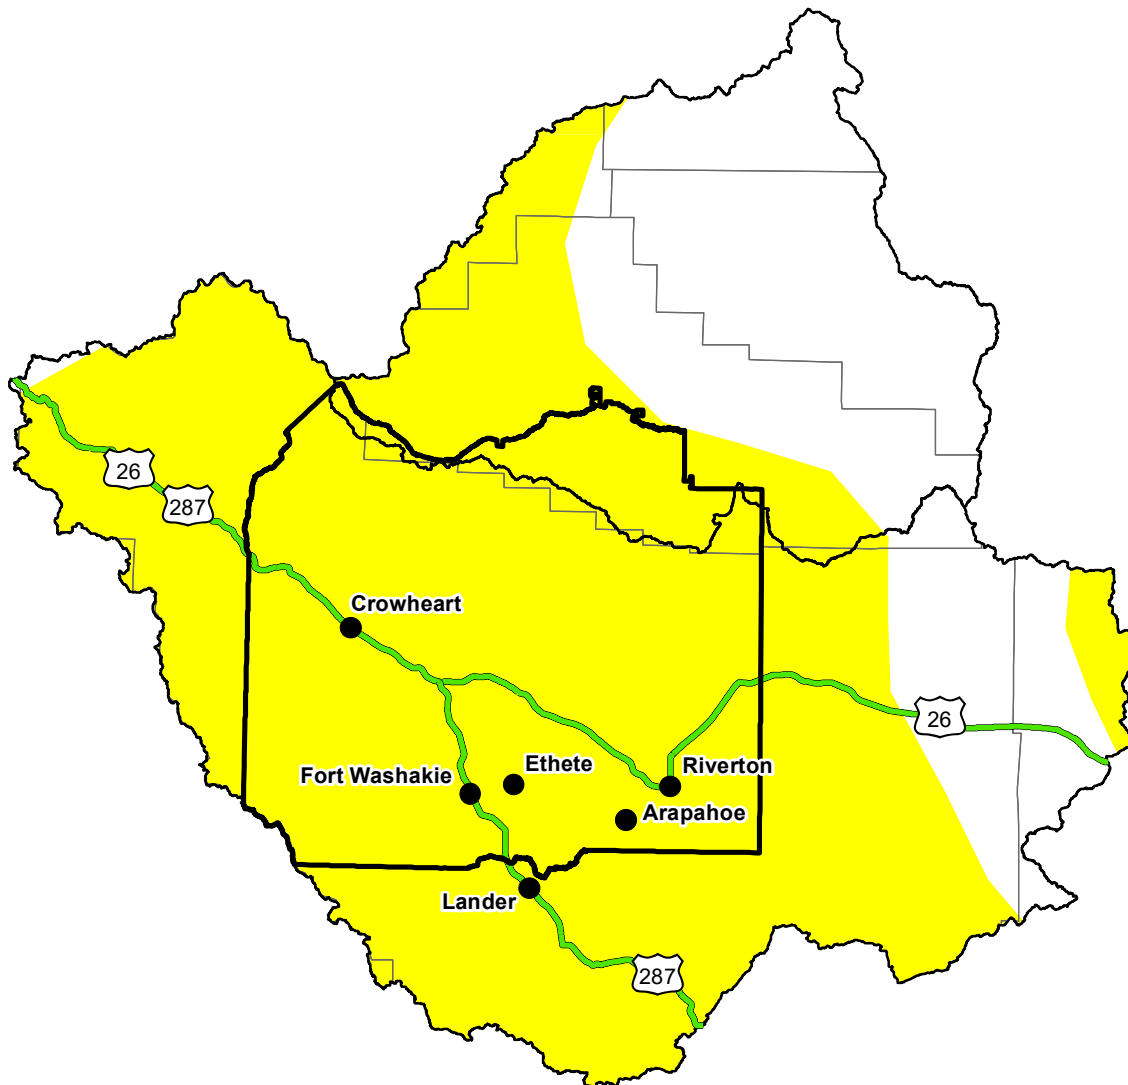 26
287
Crowheart
26
Ethete
Riverton
Fort Washakie
Arapahoe
Lander
287